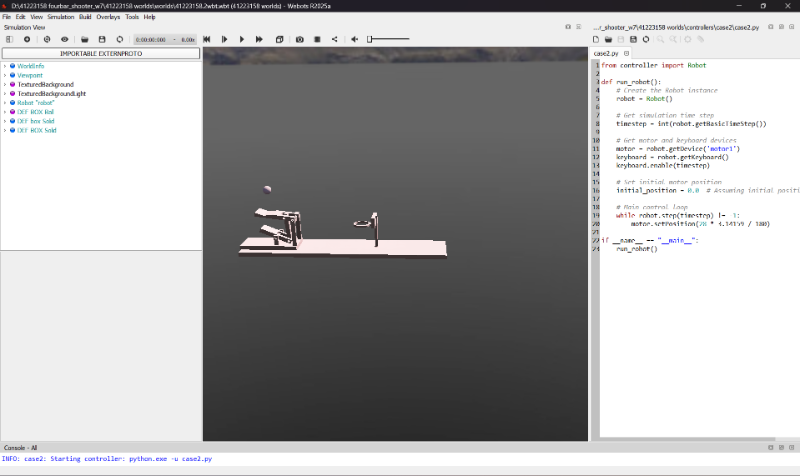 D:\41223158 fourbar_shooter_w7\41223158 worlds\worlds\41223158.2wbt.wbt (41223158 worlds) - Webots R2025a
File Edit View Simulation Build Overlays Tools Help
Simulation View
0:00:00:000 - 0.00x
IMPORTABLE EXTERNPROTO
WorldInfo
Viewpoint
TexturedBackground
TexturedBackgroundLight
Robot "robot"
DEF BOX Ball
DEF box Solid
DEF BOX Solid
...r_shooter_w7\41223158 worlds\controllers\case2\case2.py
case2.py
1 from controller import Robot
2
3 def run_robot():
4 # Create the Robot instance
5 robot = Robot()
6
7 # Get simulation time step
8 timestep = int(robot.getBasicTimeStep())
9
10 # Get motor and keyboard devices
11 motor = robot.getDevice('motor1')
12 keyboard = robot.getKeyboard()
13 keyboard.enable(timestep)
14
15 # Set initial motor position
16 initial_position = 0.0 # Assuming initial positi
17
18 # Main control loop
19 while robot.step(timestep) != -1:
20 motor.setPosition(28 * 3.14159 / 180)
21
22 if __name__ == "__main__":
23 run_robot()
Console - All
INFO: case2: Starting controller: python.exe -u case2.py